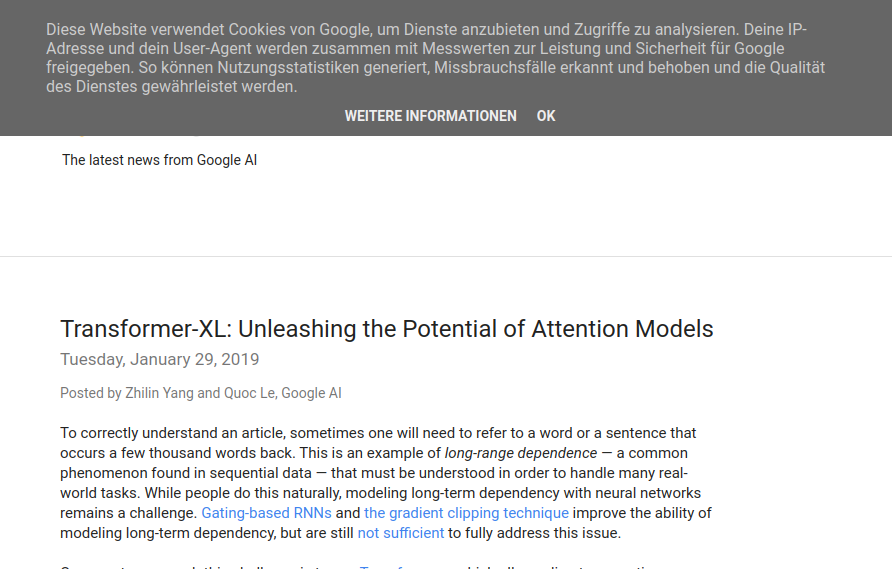 Diese Website verwendet Cookies von Google, um Dienste anzubieten und Zugriffe zu analysieren. Deine IP-
Adresse und dein User-Agent werden zusammen mit Messwerten zur Leistung und Sicherheit für Google
freigegeben. So können Nutzungsstatistiken generiert, Missbrauchsfälle erkannt und behoben und die Qualität
des Dienstes gewährleistet werden.
WEITERE INFORMATIONEN OK
The latest news from Google AI
Transformer-XL: Unleashing the Potential of Attention Models
Tuesday, January 29, 2019
Posted by Zhilin Yang and Quoc Le, Google AI
To correctly understand an article, sometimes one will need to refer to a word or a sentence that
occurs a few thousand words back. This is an example of long-range dependence — a common
phenomenon found in sequential data — that must be understood in order to handle many real-
world tasks. While people do this naturally, modeling long-term dependency with neural networks
remains a challenge. Gating-based RNNs and the gradient clipping technique improve the ability of
modeling long-term dependency, but are still not sufficient to fully address this issue.